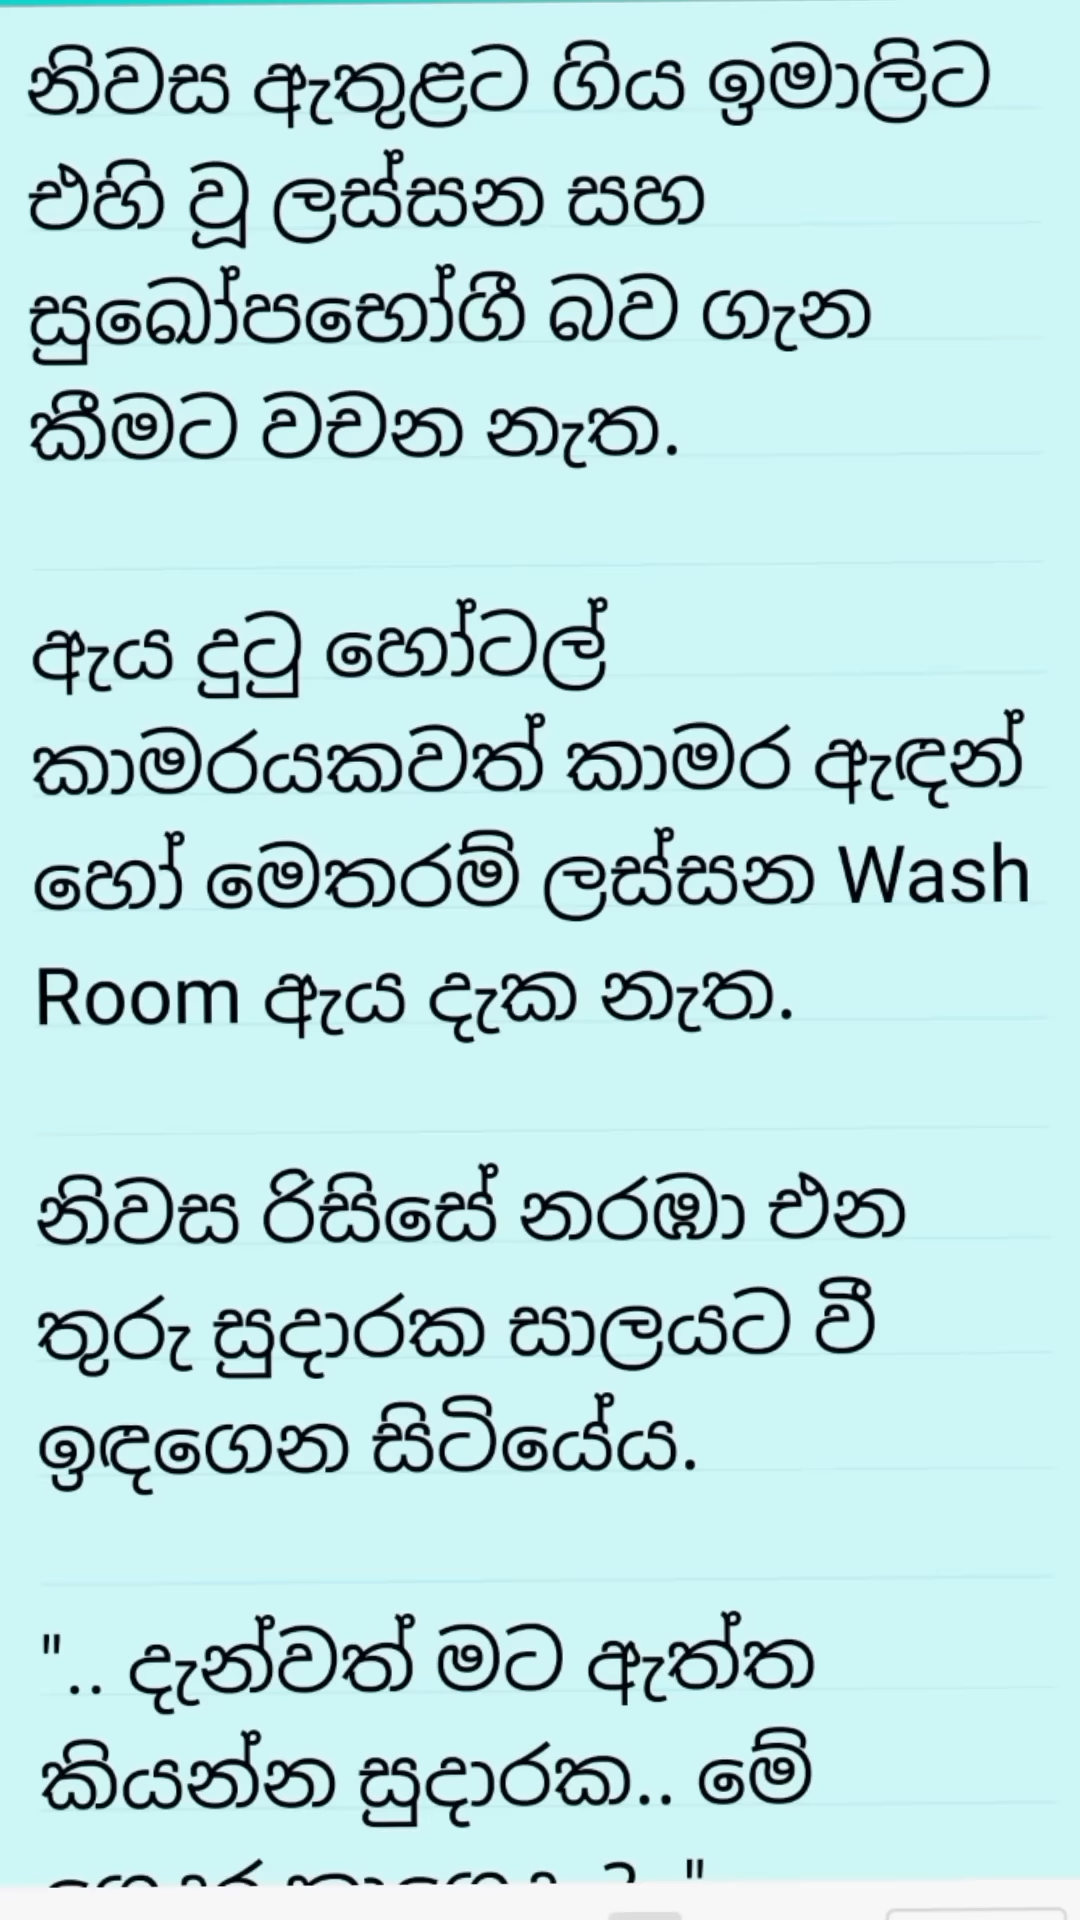 නිවස ඇතුළට ගිය ඉමාලිට
එහි වූ ලස්සන සහ
සුඛෝපභෝගී බව ගැන
කීමට වචන නැත.
ඇය දුටු හෝටල්
කාමරයකවත් කාමර ඇඳන්
හෝ මෙතරම් ලස්සන Wash
Room ඇය දැක නැත.
නිවස රිසිසේ නරඹා එන
තුරු සුදාරක සාලයට වී
ඉඳගෙන සිටියේය.
".. දැන්වත් මට ඇත්ත
කියන්න සුදාරක.. මේ